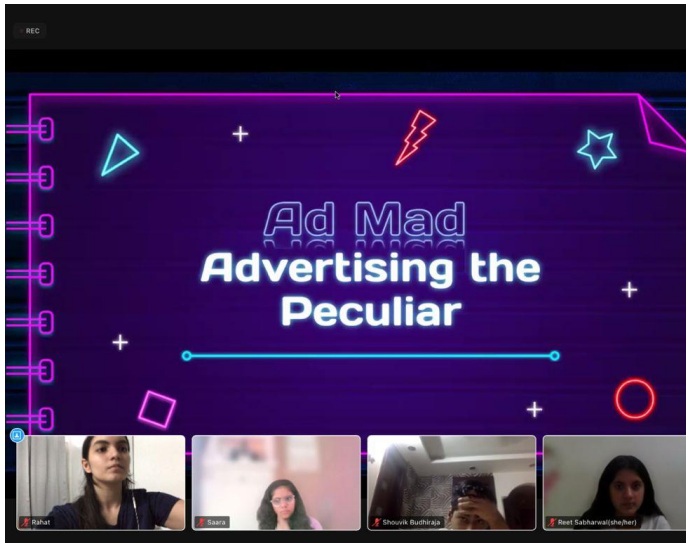 REC
Ad Mad
Advertising the
Peculiar
Rahat
Saara
Shouvik Budhiraja
Reet Sabharwal(she/her)